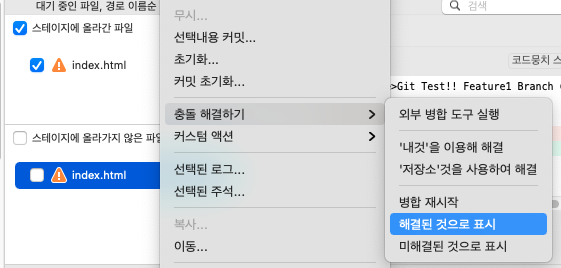 대기 중인 파일, 경로 이름순
스테이지에 올라간 파일
index.html
스테이지에 올라가지 않은 파일
index.html
무시...
선택내용 커밋...
초기화...
커밋 초기화...
충돌 해결하기
커스텀 액션
선택된 로그...
선택된 주석...
복사...
이동...
검색
코드뭉치 스
>Git Test!! Feature1 Branch
외부 병합 도구 실행
'내것'을 이용해 해결
'저장소'것을 사용하여 해결
병합 재시작
해결된 것으로 표시
미해결된 것으로 표시